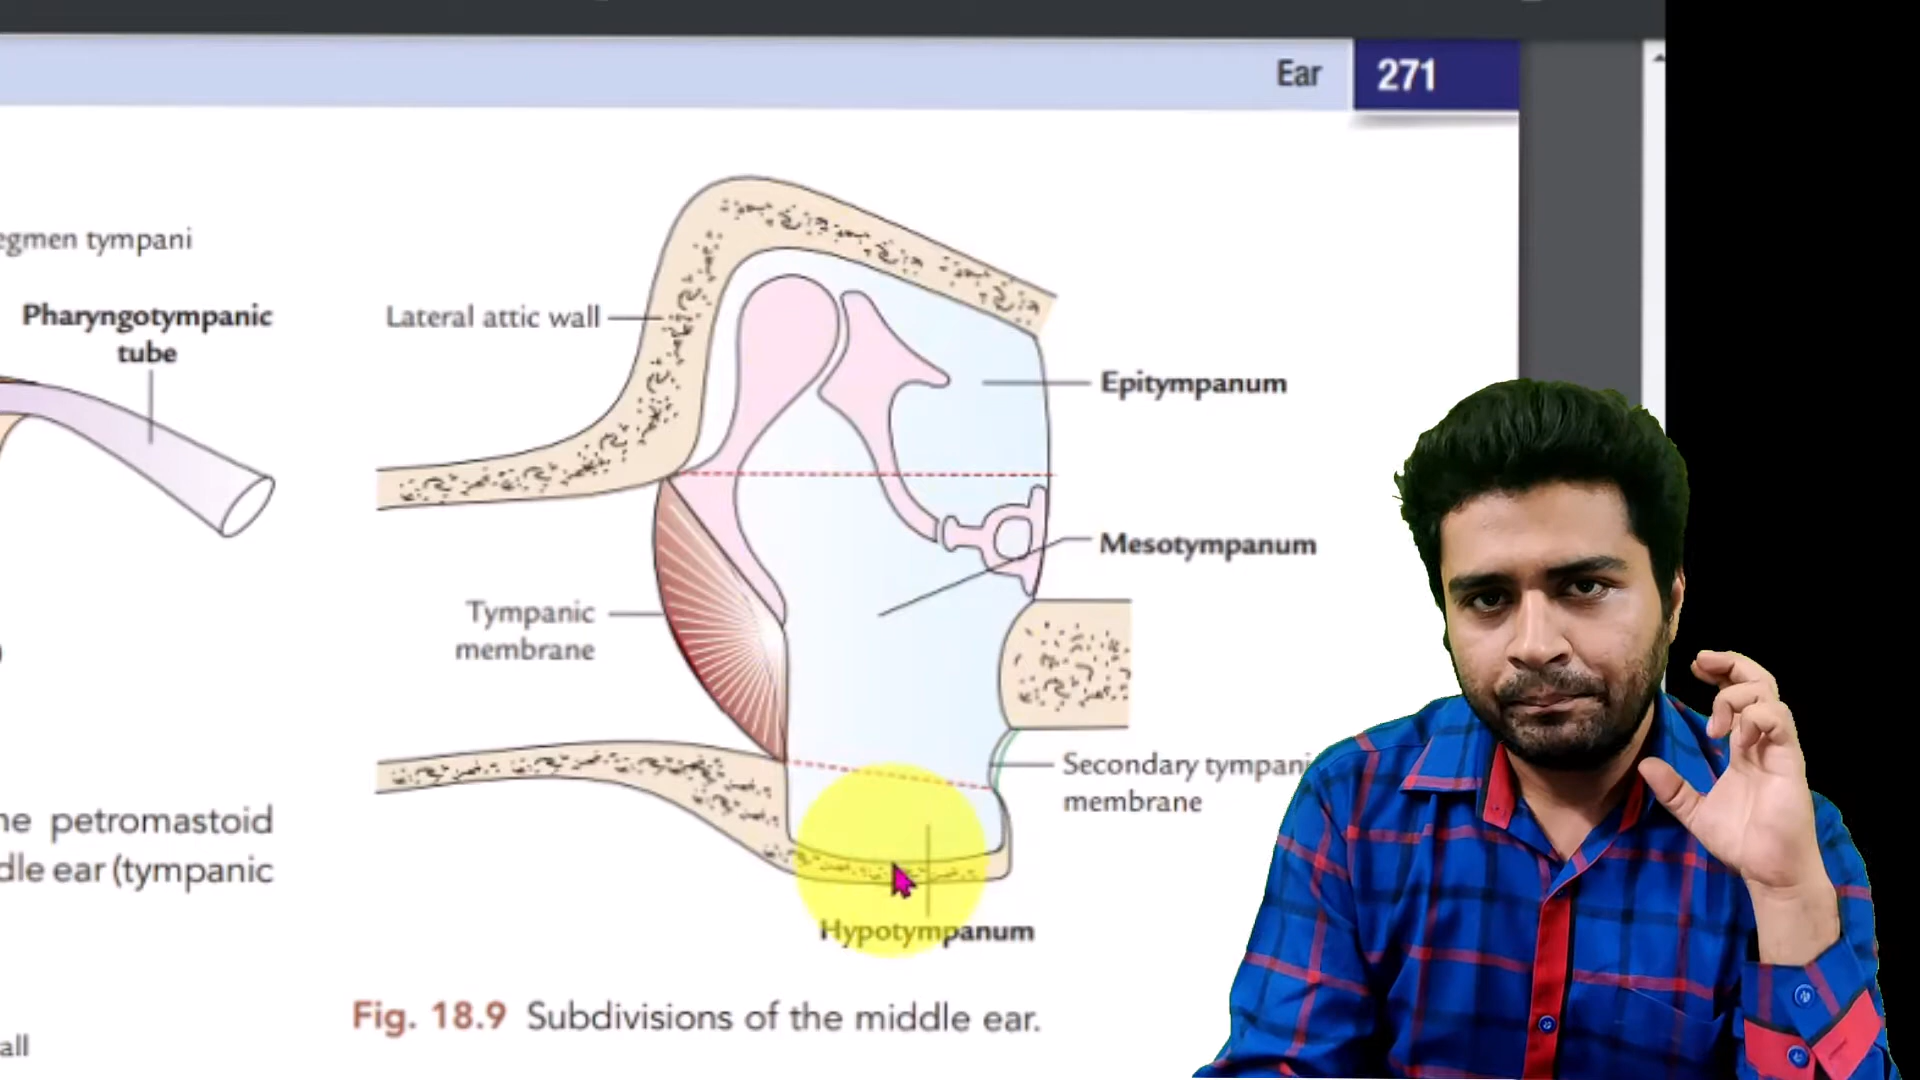 Ear 271
egmen tympani
Pharyngotympanic
tube
Lateral attic wall
Epitympanum
Mesotympanum
Tympanic
membrane
Secondary tympani
membrane
Hypotympanum
he petromastoid
dle ear (tympanic
Fig. 18.9 Subdivisions of the middle ear.
all